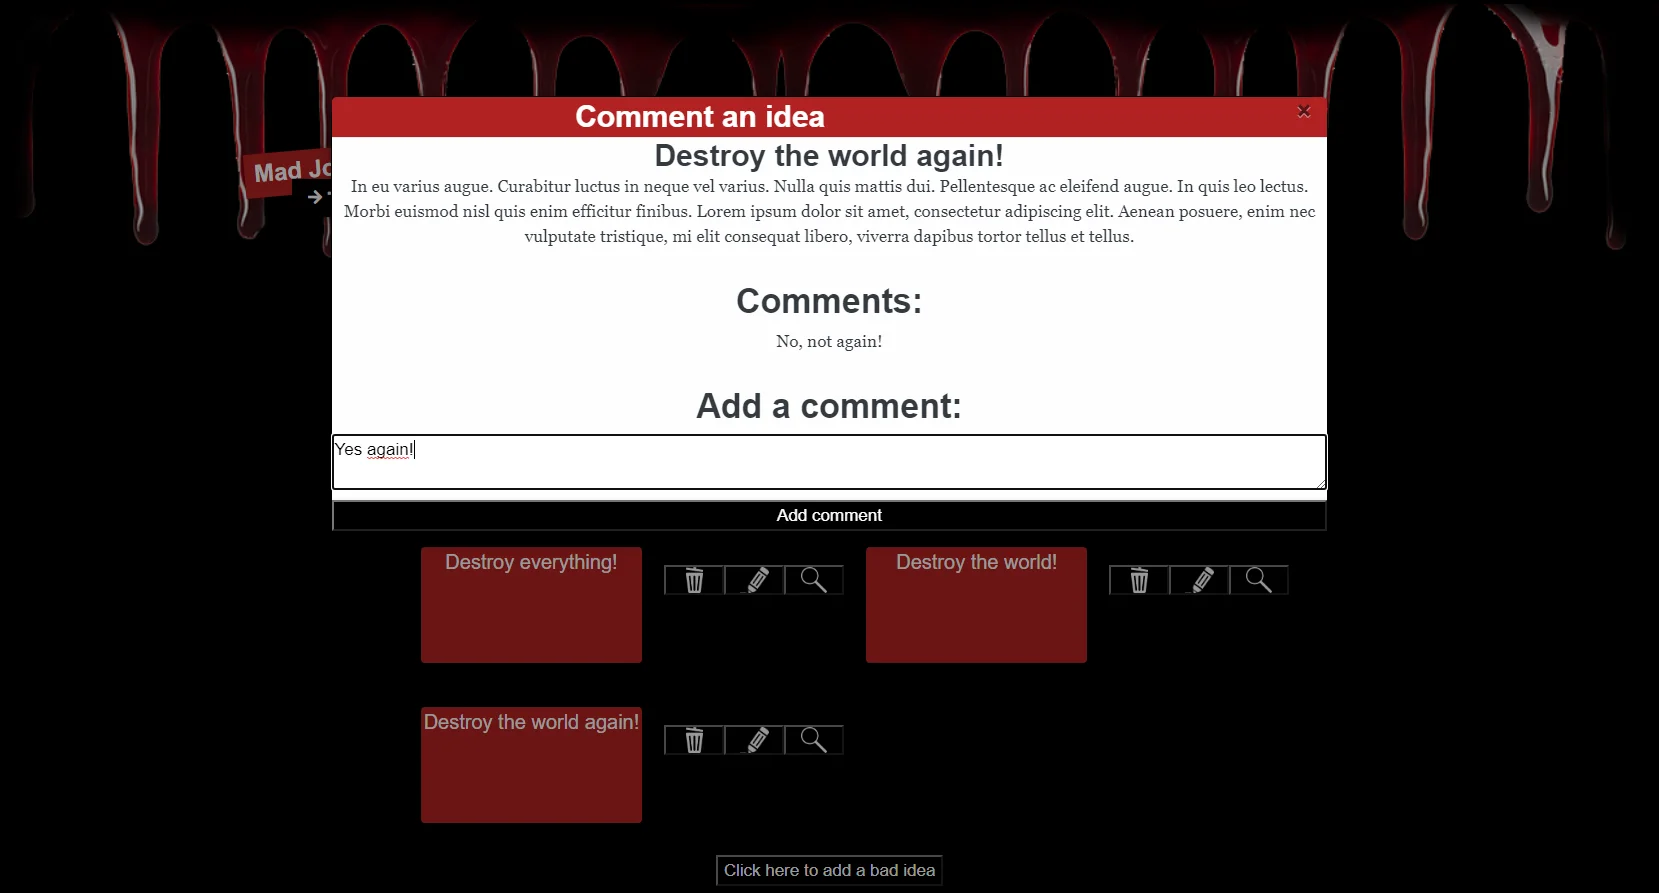 Comment an idea
Mad
Destroy the world again!
In eu varius augue. Curabitur luctus in neque vel varius. Nulla quis mattis dui. Pellentesque ac eleifend augue. In quis leo lectus.
Morbi euismod nisl quis enim efficitur finibus. Lorem ipsum dolor sit amet, consectetur adipiscing elit. Aenean posuere, enim nec
vulputate tristique, mi elit consequat libero, viverra dapibus tortor tellus et tellus.
Comments:
No, not again!
Add a comment:
Yes again!
Add comment
Destroy everything!
Destroy the world!
Destroy the world again!
Click here to add a bad idea